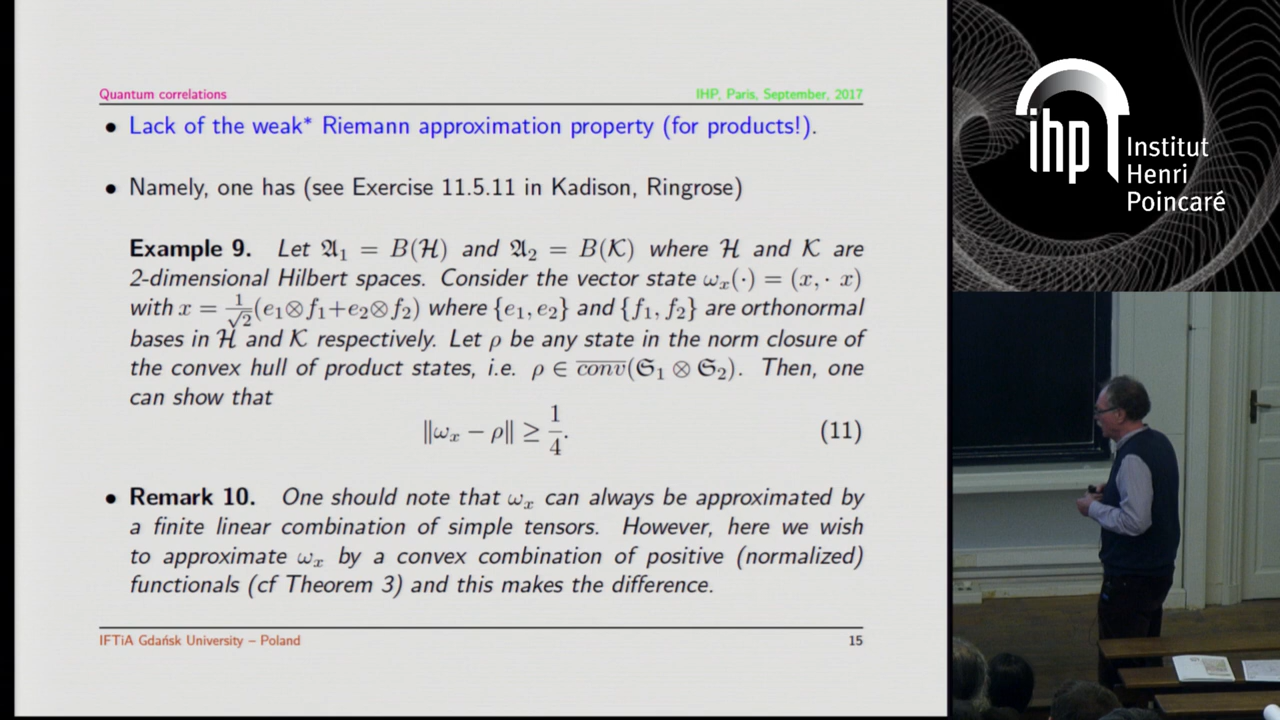 Quantum correlations IHP, Paris, September, 2017
• Lack of the weak* Riemann approximation property (for products!).
• Namely, one has (see Exercise 11.5.11 in Kadison, Ringrose)
Example 9. Let 𝔄₁ = B(ℋ) and 𝔄₂ = B(𝒦) where ℋ and 𝒦 are
2-dimensional Hilbert spaces. Consider the vector state ωₓ(·) = (x, · x)
with x = 1/√2 (e₁⊗f₁+e₂⊗f₂) where {e₁, e₂} and {f₁, f₂} are orthonormal
bases in ℋ and 𝒦 respectively. Let ρ be any state in the norm closure of
the convex hull of product states, i.e. ρ ∈ \overline{conv}(𝔖₁ ⊗ 𝔖₂). Then, one
can show that
‖ωₓ − ρ‖ ≥ 1/4. (11)
• Remark 10. One should note that ωₓ can always be approximated by
a finite linear combination of simple tensors. However, here we wish
to approximate ωₓ by a convex combination of positive (normalized)
functionals (cf Theorem 3) and this makes the difference.
IFTiA Gdańsk University – Poland 15
ihp
Institut
Henri
Poincaré